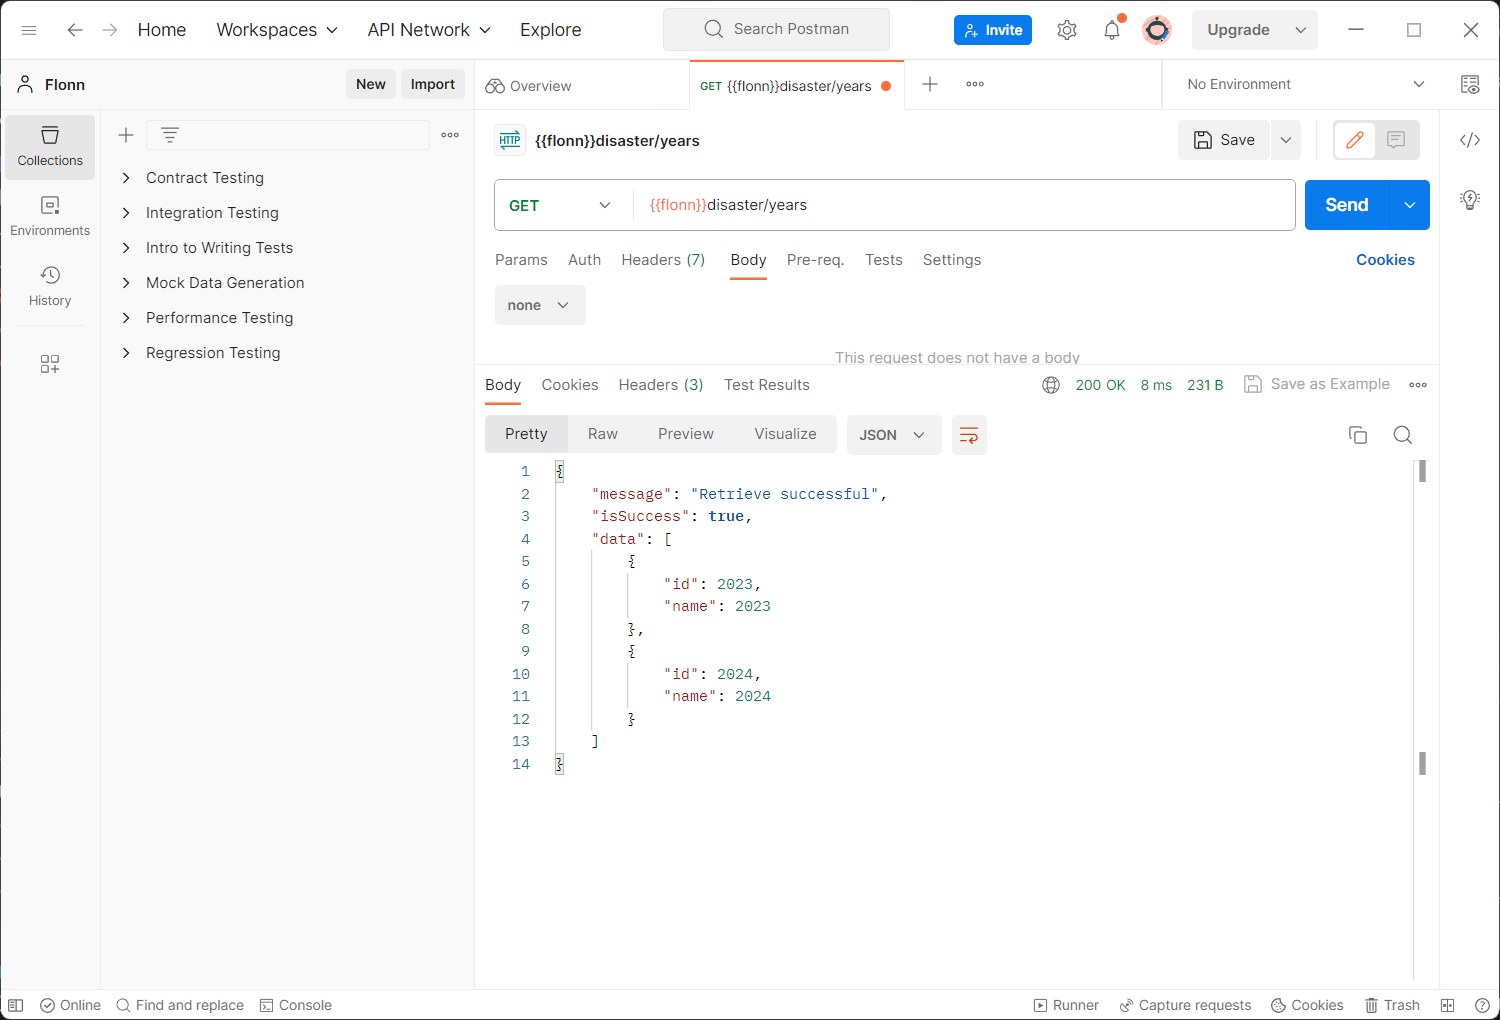 Home Workspaces API Network Explore Search Postman Invite Upgrade
Flonn New Import Overview GET {{flonn}}disaster/years No Environment
Collections
Environments
History
Contract Testing
Integration Testing
Intro to Writing Tests
Mock Data Generation
Performance Testing
Regression Testing
HTTP {{flonn}}disaster/years Save
GET {{flonn}}disaster/years Send
Params Auth Headers (7) Body Pre-req. Tests Settings Cookies
none
This request does not have a body
Body Cookies Headers (3) Test Results 200 OK 8 ms 231 B Save as Example
Pretty Raw Preview Visualize JSON
1 {
2 "message": "Retrieve successful",
3 "isSuccess": true,
4 "data": [
5 {
6 "id": 2023,
7 "name": 2023
8 },
9 {
10 "id": 2024,
11 "name": 2024
12 }
13 ]
14 }
Online Find and replace Console Runner Capture requests Cookies Trash